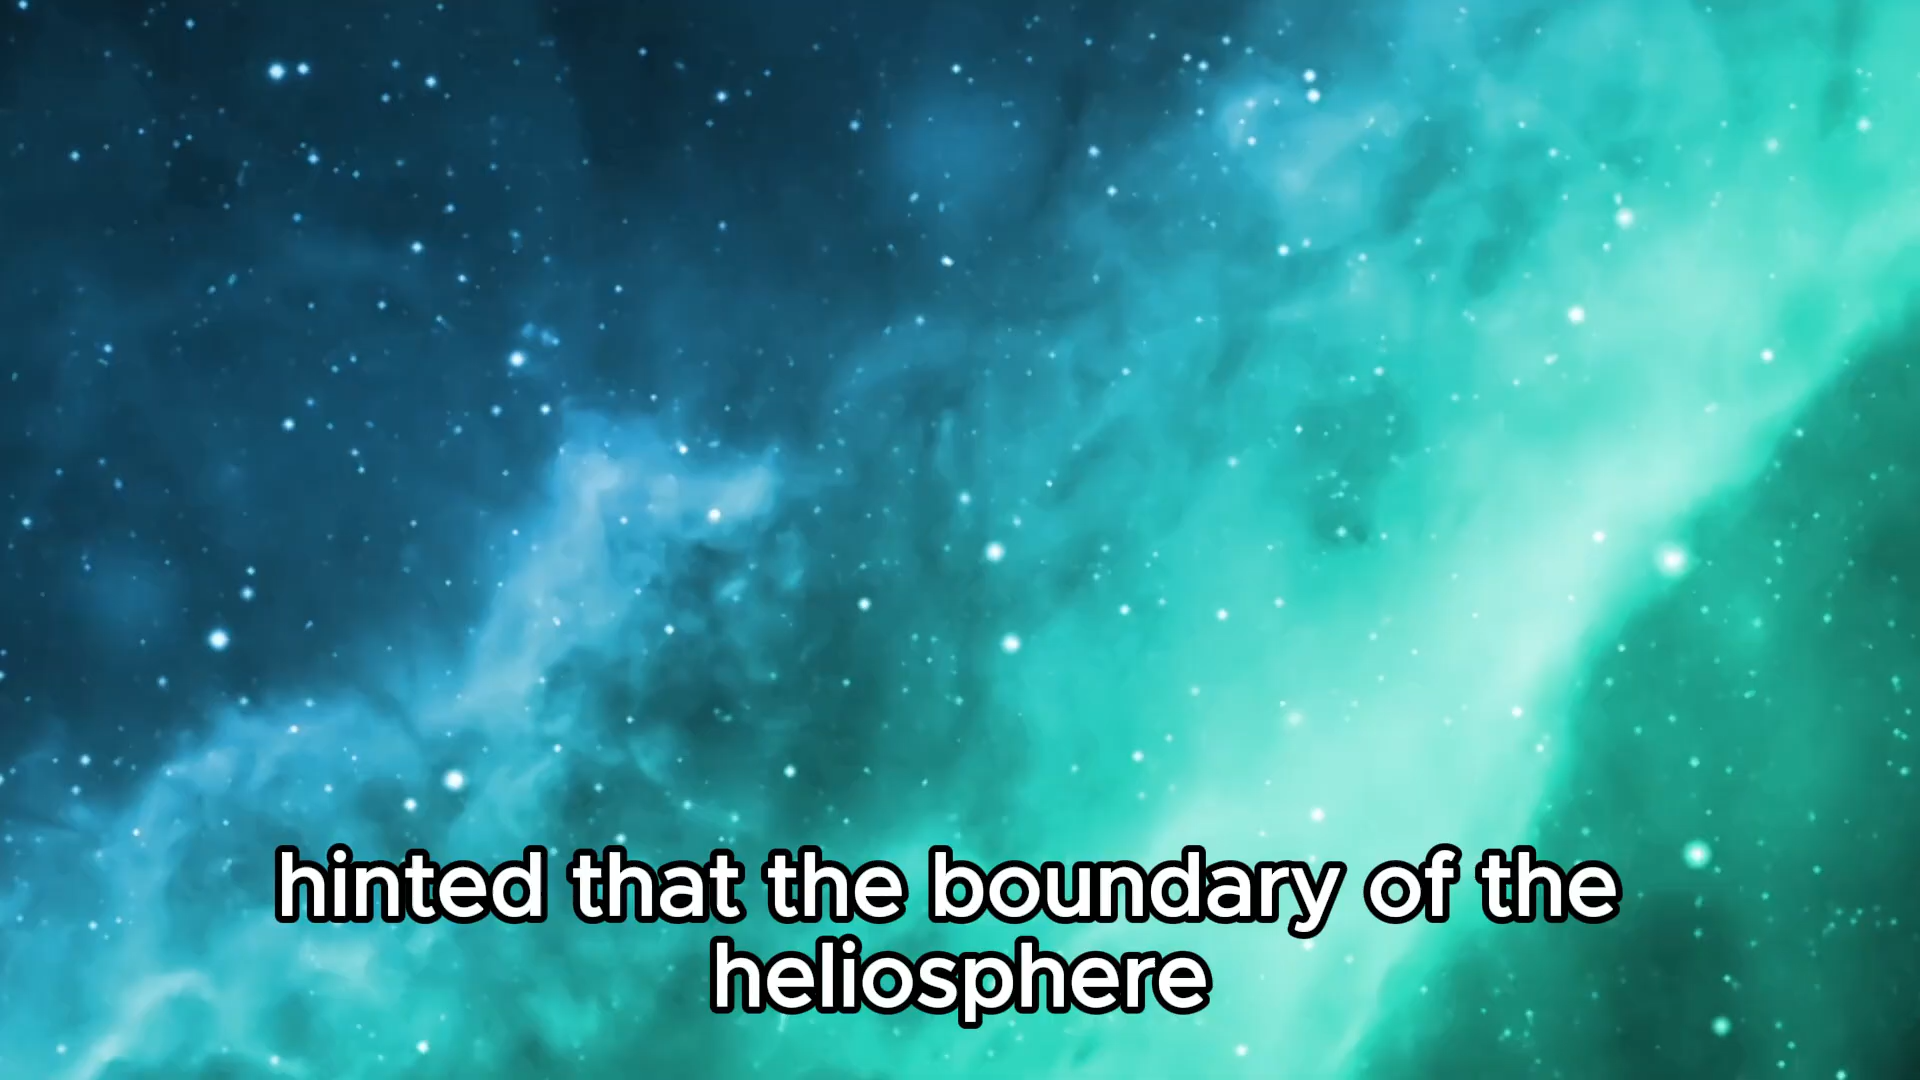 hinted that the boundary of the
heliosphere